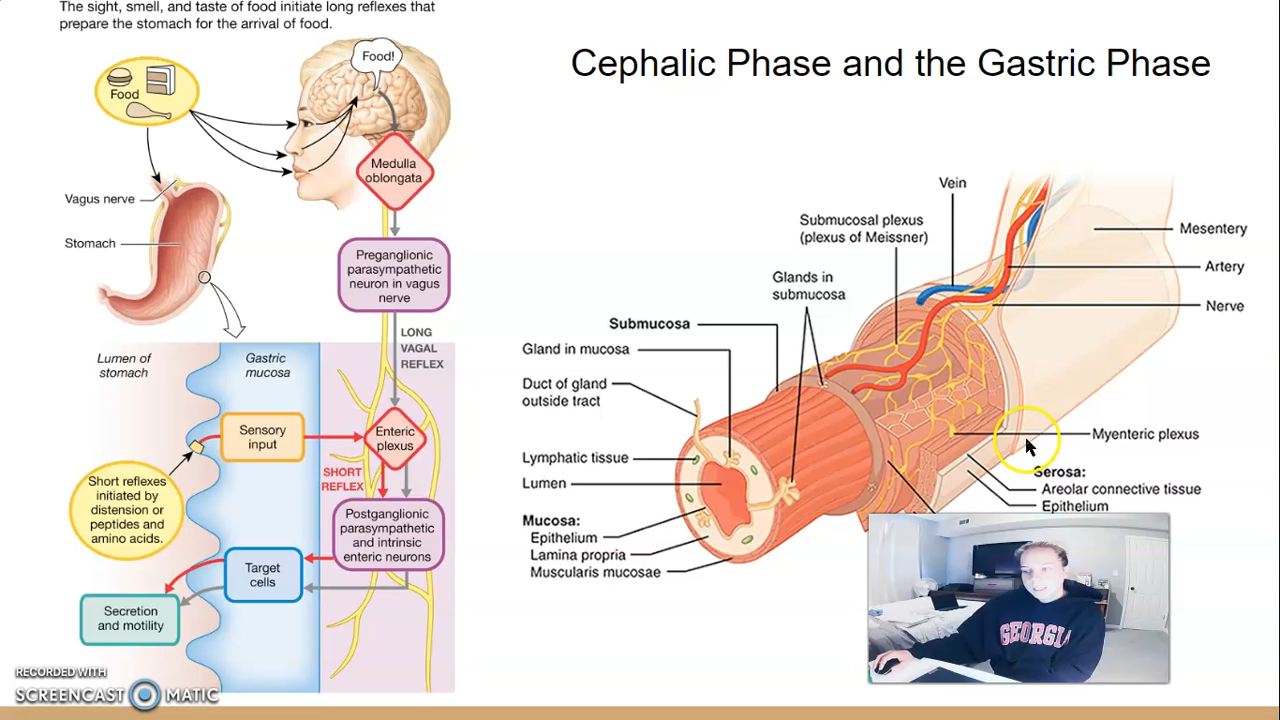 The sight, smell, and taste of food initiate long reflexes that
prepare the stomach for the arrival of food.
Cephalic Phase and the Gastric Phase
Food!
Food
Medulla
oblongata
Vagus nerve
Stomach
Preganglionic
parasympathetic
neuron in vagus
nerve
LONG
VAGAL
REFLEX
Lumen of
stomach
Gastric
mucosa
Sensory
input
Enteric
plexus
SHORT
REFLEX
Short reflexes
initiated by
distension or
peptides and
amino acids.
Postganglionic
parasympathetic
and intrinsic
enteric neurons
Target
cells
Secretion
and motility
Vein
Submucosal plexus
(plexus of Meissner)
Glands in
submucosa
Submucosa
Gland in mucosa
Duct of gland
outside tract
Lymphatic tissue
Lumen
Mucosa:
Epithelium
Lamina propria
Muscularis mucosae
Mesentery
Artery
Nerve
Myenteric plexus
Serosa:
Areolar connective tissue
Epithelium
GEORGIA
RECORDED WITH
SCREENCAST MATIC